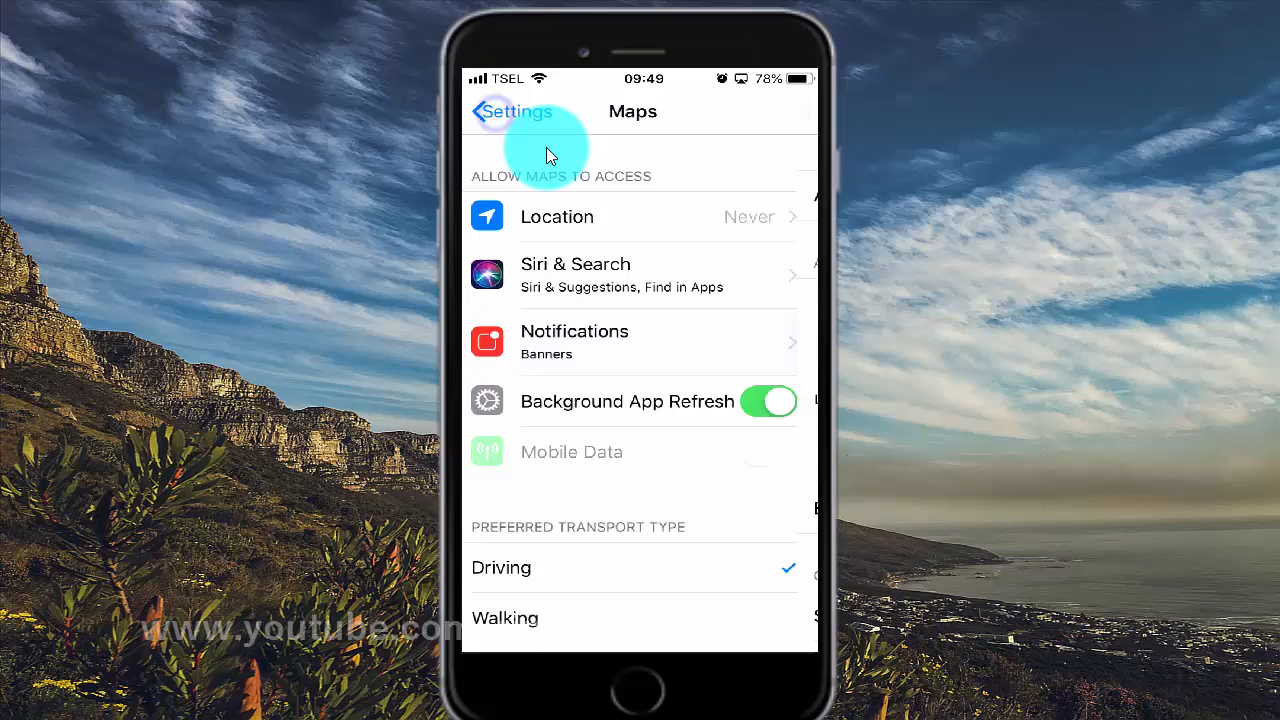 TSEL 09:49 78%
Settings Maps
ALLOW MAPS TO ACCESS
Location Never
Siri & Search
Siri & Suggestions, Find in Apps
Notifications
Banners
Background App Refresh
Mobile Data
PREFERRED TRANSPORT TYPE
Driving
Walking
www.youtube.com